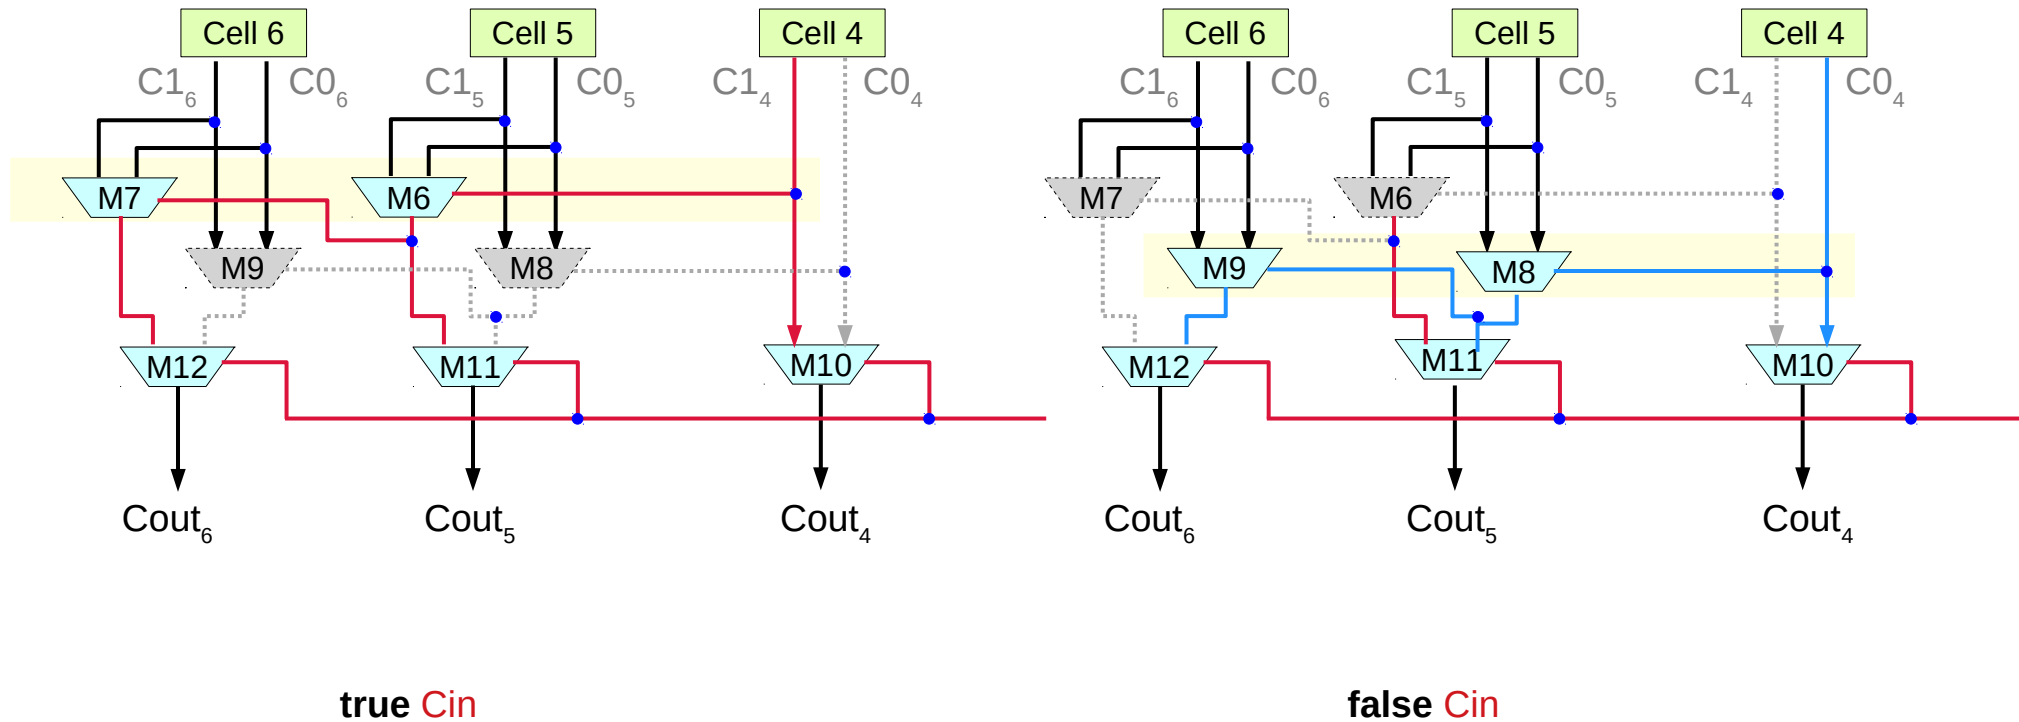 Cell 6 Cell 5 Cell 4 Cell 6 Cell 5 Cell 4
C1₆ C0₆ C1₅ C0₅ C1₄ C0₄ C1₆ C0₆ C1₅ C0₅ C1₄ C0₄
M7 M6 M7 M6
M9 M8 M9 M8
M12 M11 M10 M12 M11 M10
Cout₆ Cout₅ Cout₄ Cout₆ Cout₅ Cout₄
true Cin false Cin